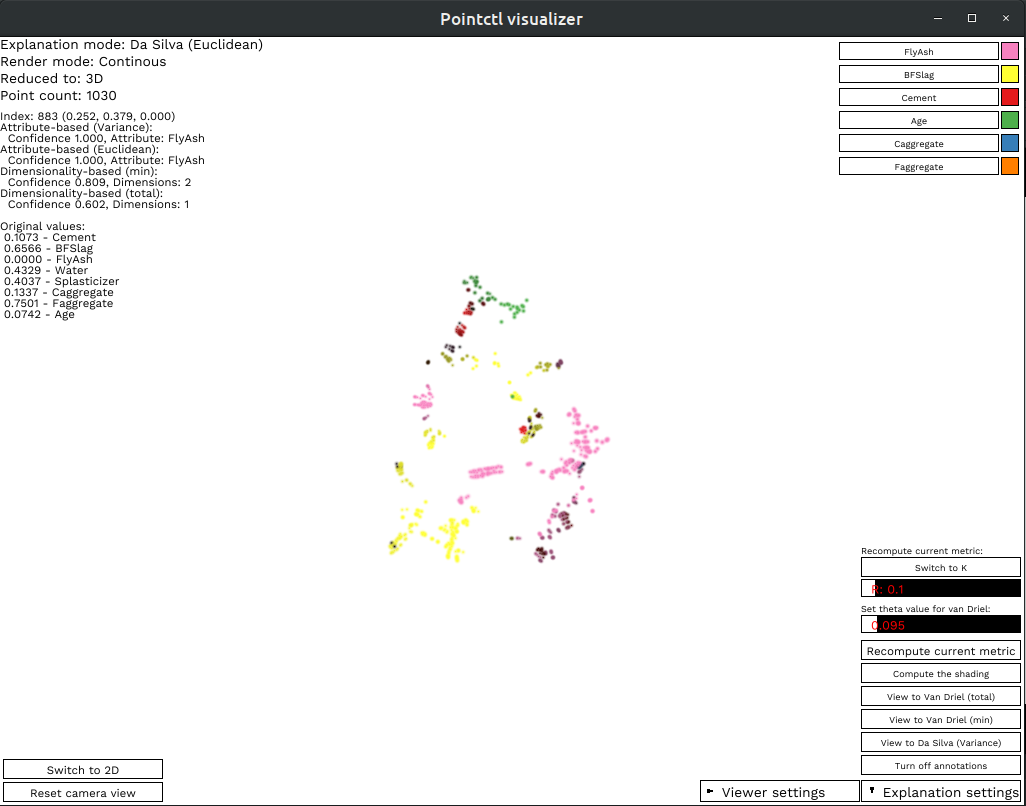 Pointctl visualizer
Explanation mode: Da Silva (Euclidean)
Render mode: Continous
Reduced to: 3D
Point count: 1030
Index: 883 (0.252, 0.379, 0.000)
Attribute-based (Variance):
Confidence 1.000, Attribute: FlyAsh
Attribute-based (Euclidean):
Confidence 1.000, Attribute: FlyAsh
Dimensionality-based (min):
Confidence 0.809, Dimensions: 2
Dimensionality-based (total):
Confidence 0.602, Dimensions: 1
Original values:
0.1073 - Cement
0.6566 - BFSlag
0.0000 - FlyAsh
0.4329 - Water
0.4037 - Splasticizer
0.1337 - Caggregate
0.7501 - Faggregate
0.0742 - Age
FlyAsh
BFSlag
Cement
Age
Caggregate
Faggregate
Recompute current metric:
Switch to K
R: 0.1
Set theta value for van Driel:
0.095
Recompute current metric
Compute the shading
View to Van Driel (total)
View to Van Driel (min)
View to Da Silva (Variance)
Turn off annotations
Switch to 2D
Reset camera view
Viewer settings
Explanation settings